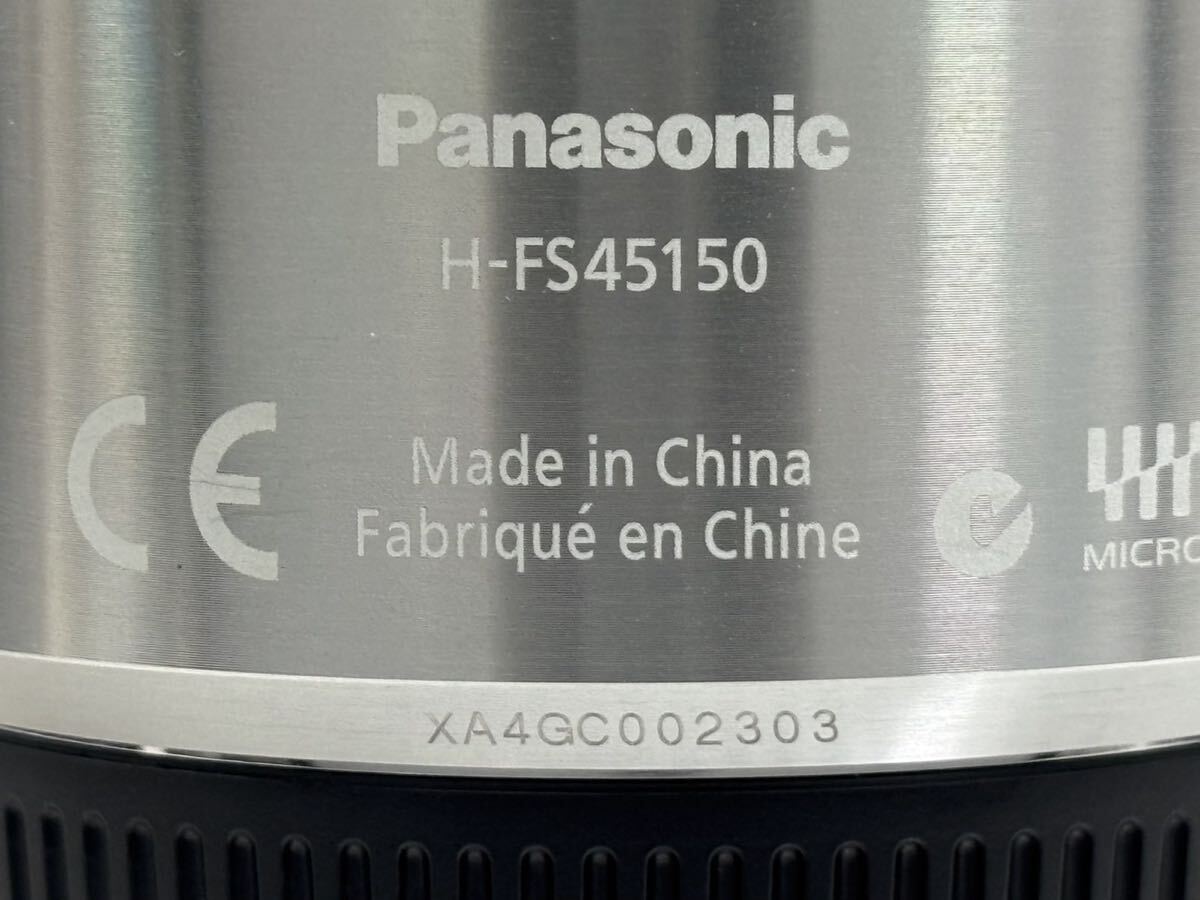 Panasonic
H-FS45150
CE
Made in China
Fabriqué en Chine
MICRO
XA4GC002303